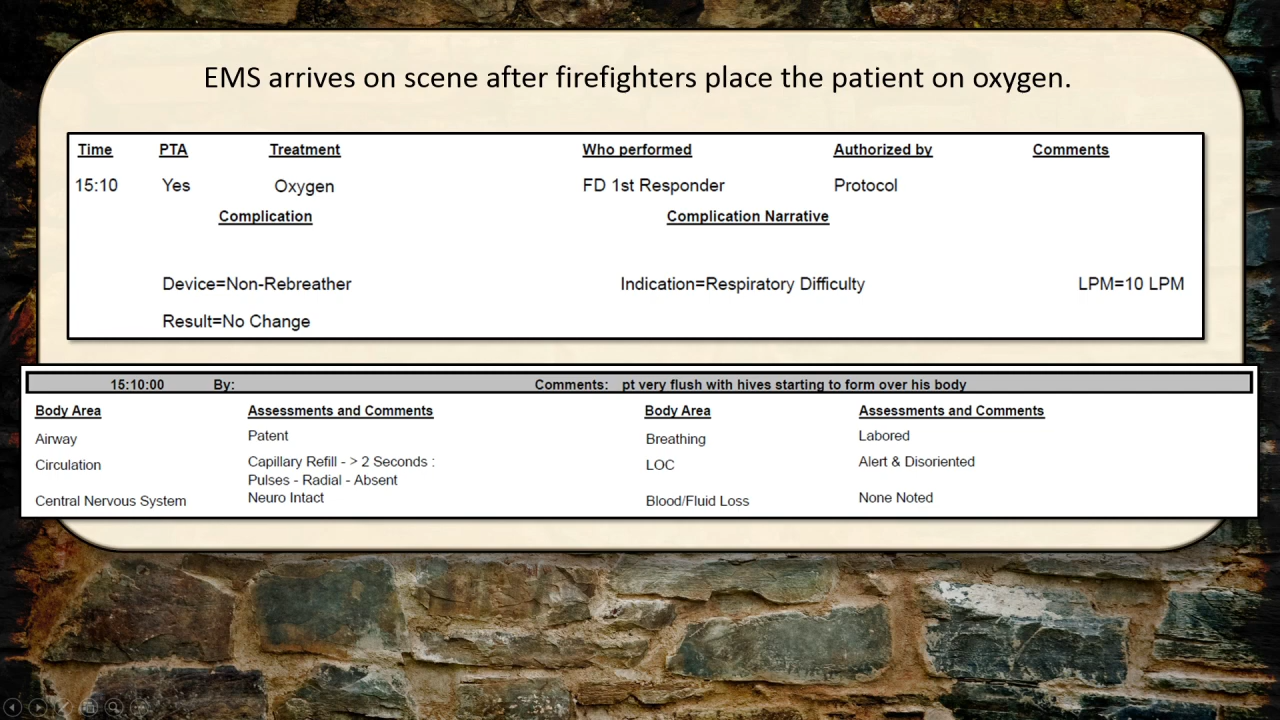 EMS arrives on scene after firefighters place the patient on oxygen.
Time PTA Treatment Who performed Authorized by Comments
15:10 Yes Oxygen FD 1st Responder Protocol
Complication Complication Narrative
Device=Non-Rebreather Indication=Respiratory Difficulty LPM=10 LPM
Result=No Change
15:10:00 By: Comments: pt very flush with hives starting to form over his body
Body Area Assessments and Comments Body Area Assessments and Comments
Airway Patent Breathing Labored
Circulation Capillary Refill - > 2 Seconds : LOC Alert & Disoriented
Pulses - Radial - Absent
Central Nervous System Neuro Intact Blood/Fluid Loss None Noted